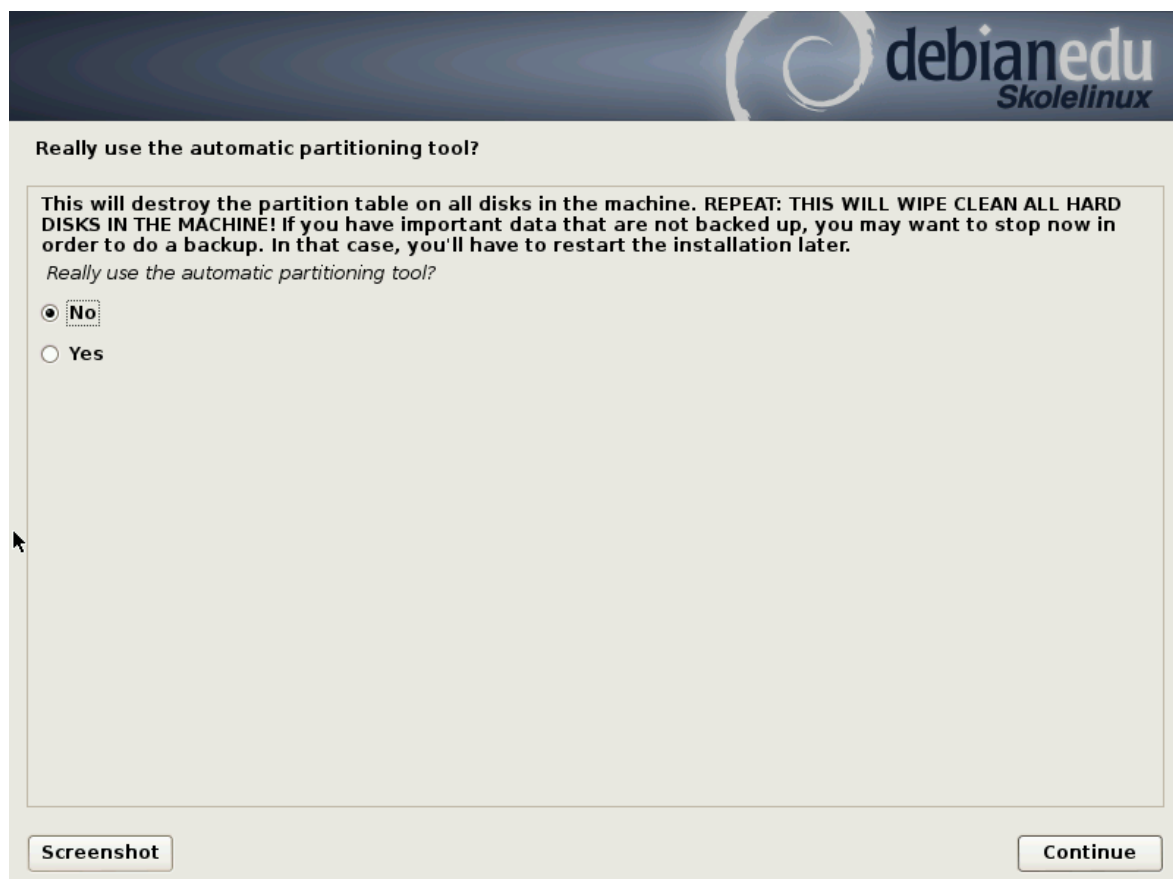 debianedu
Skolelinux
Really use the automatic partitioning tool?
This will destroy the partition table on all disks in the machine. REPEAT: THIS WILL WIPE CLEAN ALL HARD
DISKS IN THE MACHINE! If you have important data that are not backed up, you may want to stop now in
order to do a backup. In that case, you'll have to restart the installation later.
Really use the automatic partitioning tool?
No
Yes
Screenshot
Continue